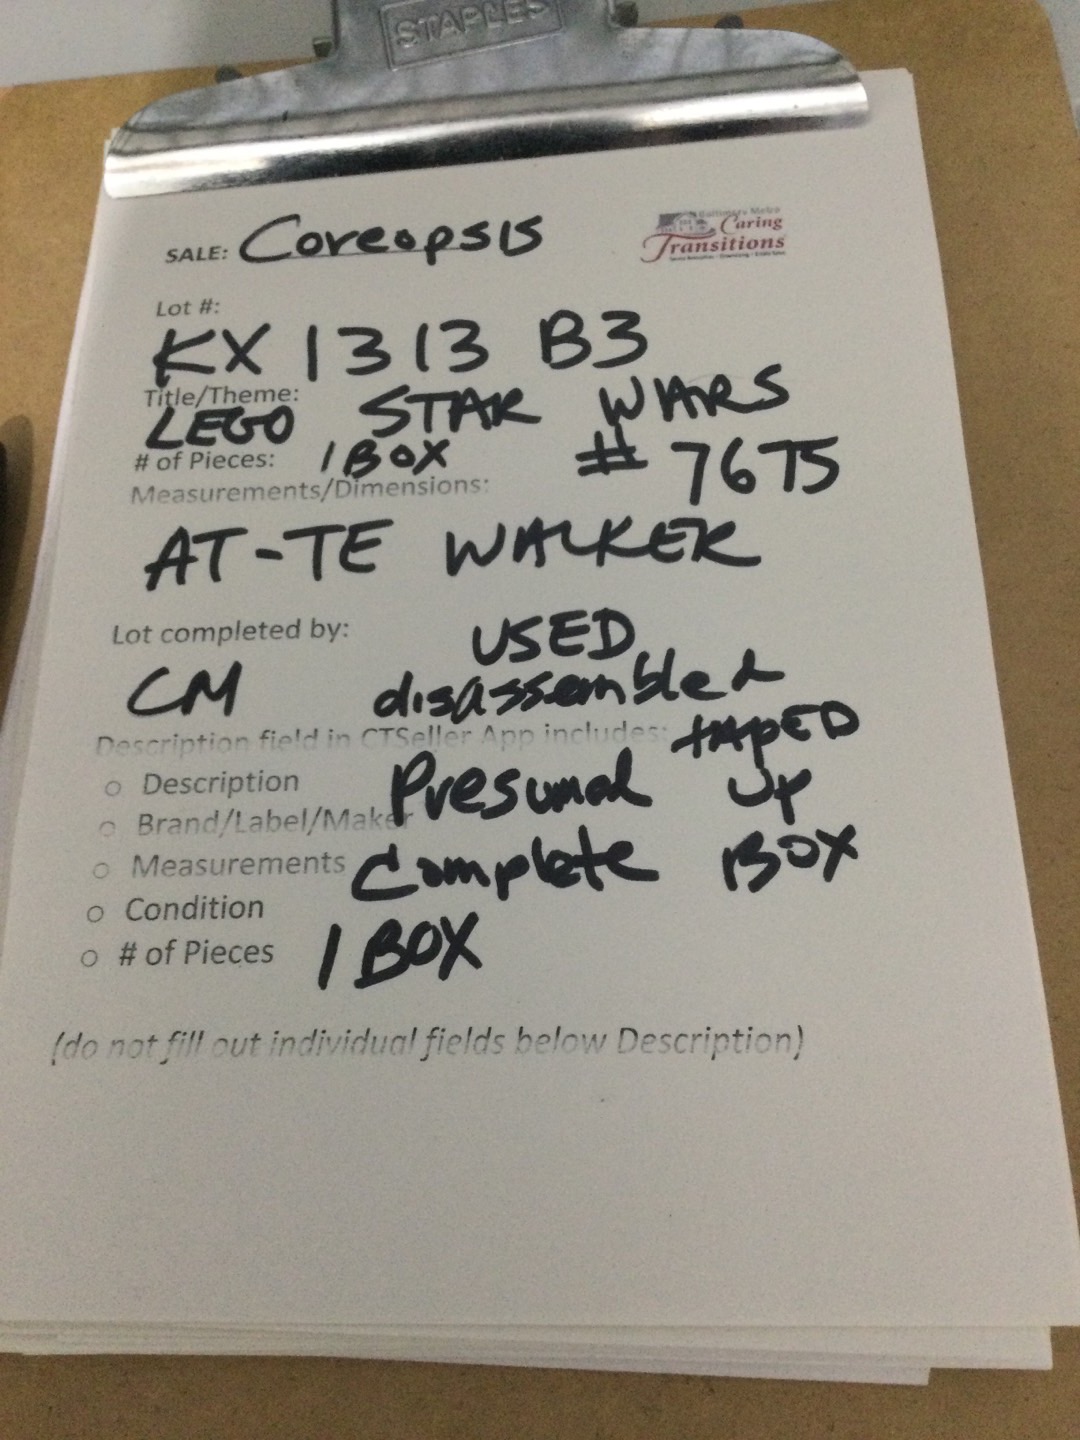 STAPLES
Baltimore Metro
Caring
Transitions
SALE: Coreopsis
Lot #:
KX 1313 B3
Title/Theme:
LEGO STAR WARS
# of Pieces: 1 BOX # 7675
Measurements/Dimensions:
AT-TE WALKER
Lot completed by:
USED
CM disassembled
Description field in CTSeller App includes: tAPED
○ Description Presumed UP
○ Brand/Label/Maker
○ Measurements Complete BOX
○ Condition
○ # of Pieces 1 BOX
(do not fill out individual fields below Description)